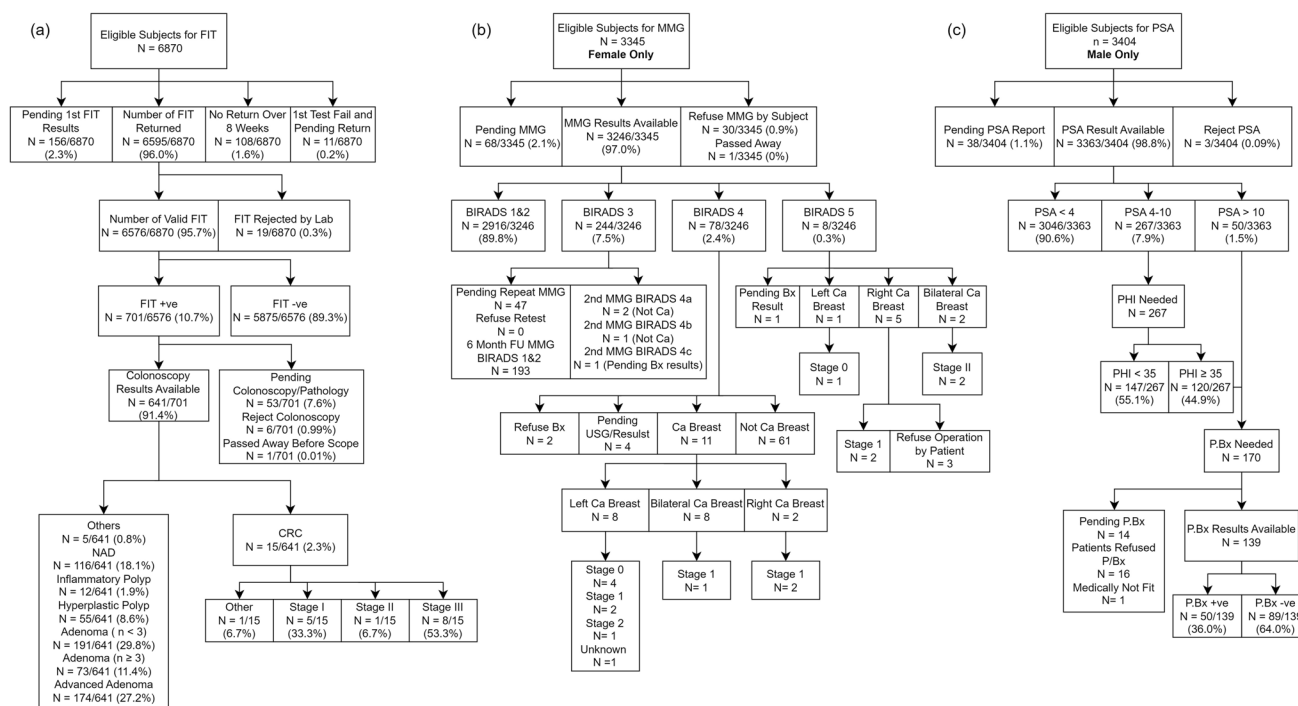 (a)
Eligible Subjects for FIT
N = 6870
Pending 1st FIT
Results
N = 156/6870
(2.3%)
Number of FIT
Returned
N = 6595/6870
(96.0%)
No Return Over
8 Weeks
N = 108/6870
(1.6%)
1st Test Fail and
Pending Return
N = 11/6870
(0.2%)
Number of Valid FIT
N = 6576/6870 (95.7%)
FIT Rejected by Lab
N = 19/6870 (0.3%)
FIT +ve
N = 701/6576 (10.7%)
FIT -ve
N = 5875/6576 (89.3%)
Colonoscopy
Results Available
N = 641/701
(91.4%)
Pending
Colonoscopy/Pathology
N = 53/701 (7.6%)
Reject Colonoscopy
N = 6/701 (0.99%)
Passed Away Before Scope
N = 1/701 (0.01%)
Others
N = 5/641 (0.8%)
NAD
N = 116/641 (18.1%)
Inflammatory Polyp
N = 12/641 (1.9%)
Hyperplastic Polyp
N = 55/641 (8.6%)
Adenoma ( n < 3)
N = 191/641 (29.8%)
Adenoma (n ≥ 3)
N = 73/641 (11.4%)
Advanced Adenoma
N = 174/641 (27.2%)
CRC
N = 15/641 (2.3%)
Other
N = 1/15
(6.7%)
Stage I
N = 5/15
(33.3%)
Stage II
N = 1/15
(6.7%)
Stage III
N = 8/15
(53.3%)
(b)
Eligible Subjects for MMG
N = 3345
Female Only
Pending MMG
N = 68/3345 (2.1%)
MMG Results Available
N = 3246/3345
(97.0%)
Refuse MMG by Subject
N = 30/3345 (0.9%)
Passed Away
N = 1/3345 (0%)
BIRADS 1&2
N = 2916/3246
(89.8%)
BIRADS 3
N = 244/3246
(7.5%)
BIRADS 4
N = 78/3246
(2.4%)
BIRADS 5
N = 8/3246
(0.3%)
Pending Repeat MMG
N = 47
Refuse Retest
N = 0
6 Month FU MMG
BIRADS 1&2
N = 193
2nd MMG BIRADS 4a
N = 2 (Not Ca)
2nd MMG BIRADS 4b
N = 1 (Not Ca)
2nd MMG BIRADS 4c
N = 1 (Pending Bx results)
Pending Bx
Result
N = 1
Left Ca
Breast
N = 1
Right Ca
Breast
N = 5
Bilateral Ca
Breast
N = 2
Stage 0
N = 1
Stage II
N = 2
Stage 1
N = 2
Refuse Operation
by Patient
N = 3
Refuse Bx
N = 2
Pending
USG/Resulst
N = 4
Ca Breast
N = 11
Not Ca Breast
N = 61
Left Ca Breast
N = 8
Bilateral Ca Breast
N = 8
Right Ca Breast
N = 2
Stage 0
N= 4
Stage 1
N = 2
Stage 2
N = 1
Unknown
N =1
Stage 1
N= 1
Stage 1
N = 2
(c)
Eligible Subjects for PSA
n = 3404
Male Only
Pending PSA Report
N = 38/3404 (1.1%)
PSA Result Available
N = 3363/3404 (98.8%)
Reject PSA
N = 3/3404 (0.09%)
PSA < 4
N = 3046/3363
(90.6%)
PSA 4-10
N = 267/3363
(7.9%)
PSA > 10
N = 50/3363
(1.5%)
PHI Needed
N = 267
PHI < 35
N = 147/267
(55.1%)
PHI ≥ 35
N = 120/267
(44.9%)
P.Bx Needed
N = 170
Pending P.Bx
N = 14
Patients Refused
P/Bx
N = 16
Medically Not Fit
N= 1
P.Bx Results Available
N = 139
P.Bx +ve
N = 50/139
(36.0%)
P.Bx -ve
N = 89/139
(64.0%)